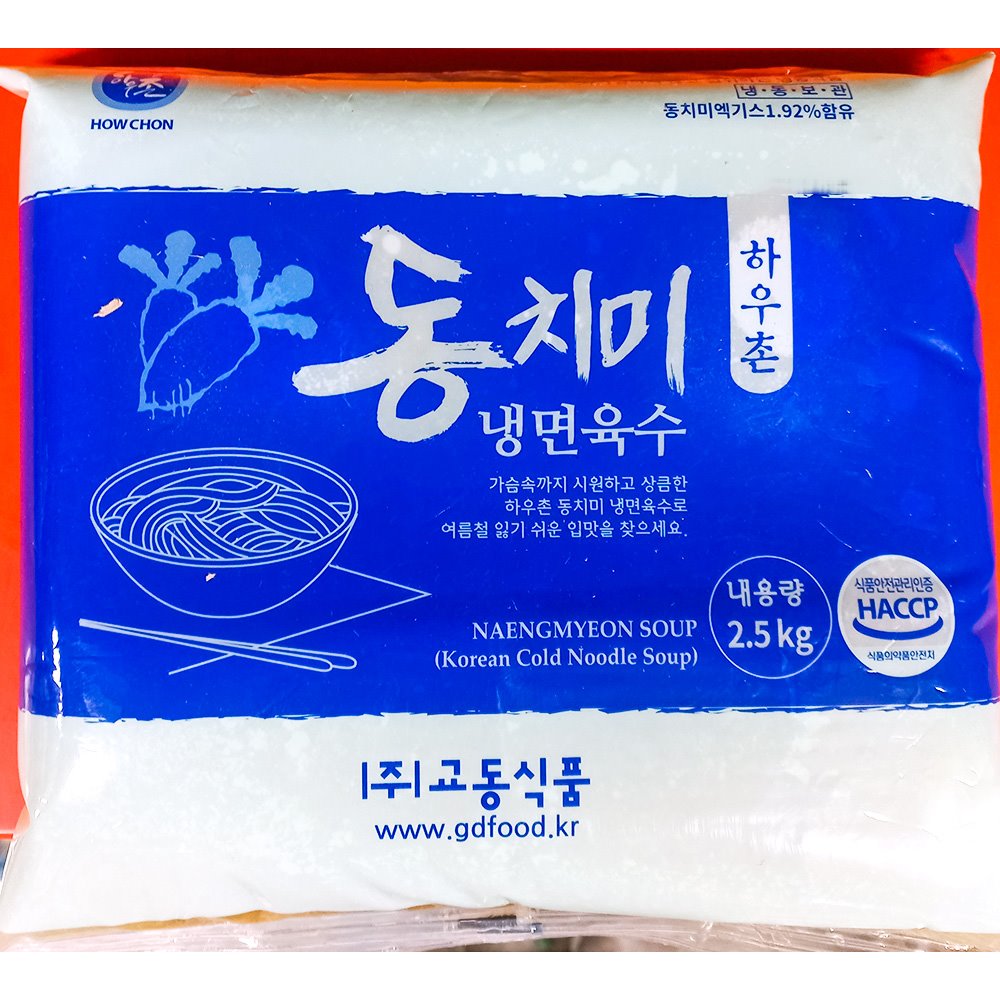 하우촌
HOW CHON
냉·동·보·관
동치미엑기스1.92%함유
하우촌
동치미
냉면육수
가슴속까지 시원하고 상큼한
하우촌 동치미 냉면육수로
여름철 잃기 쉬운 입맛을 찾으세요.
NAENGMYEON SOUP
(Korean Cold Noodle Soup)
내용량
2.5kg
식품안전관리인증
HACCP
식품의약품안전처
(주)교동식품
www.gdfood.kr